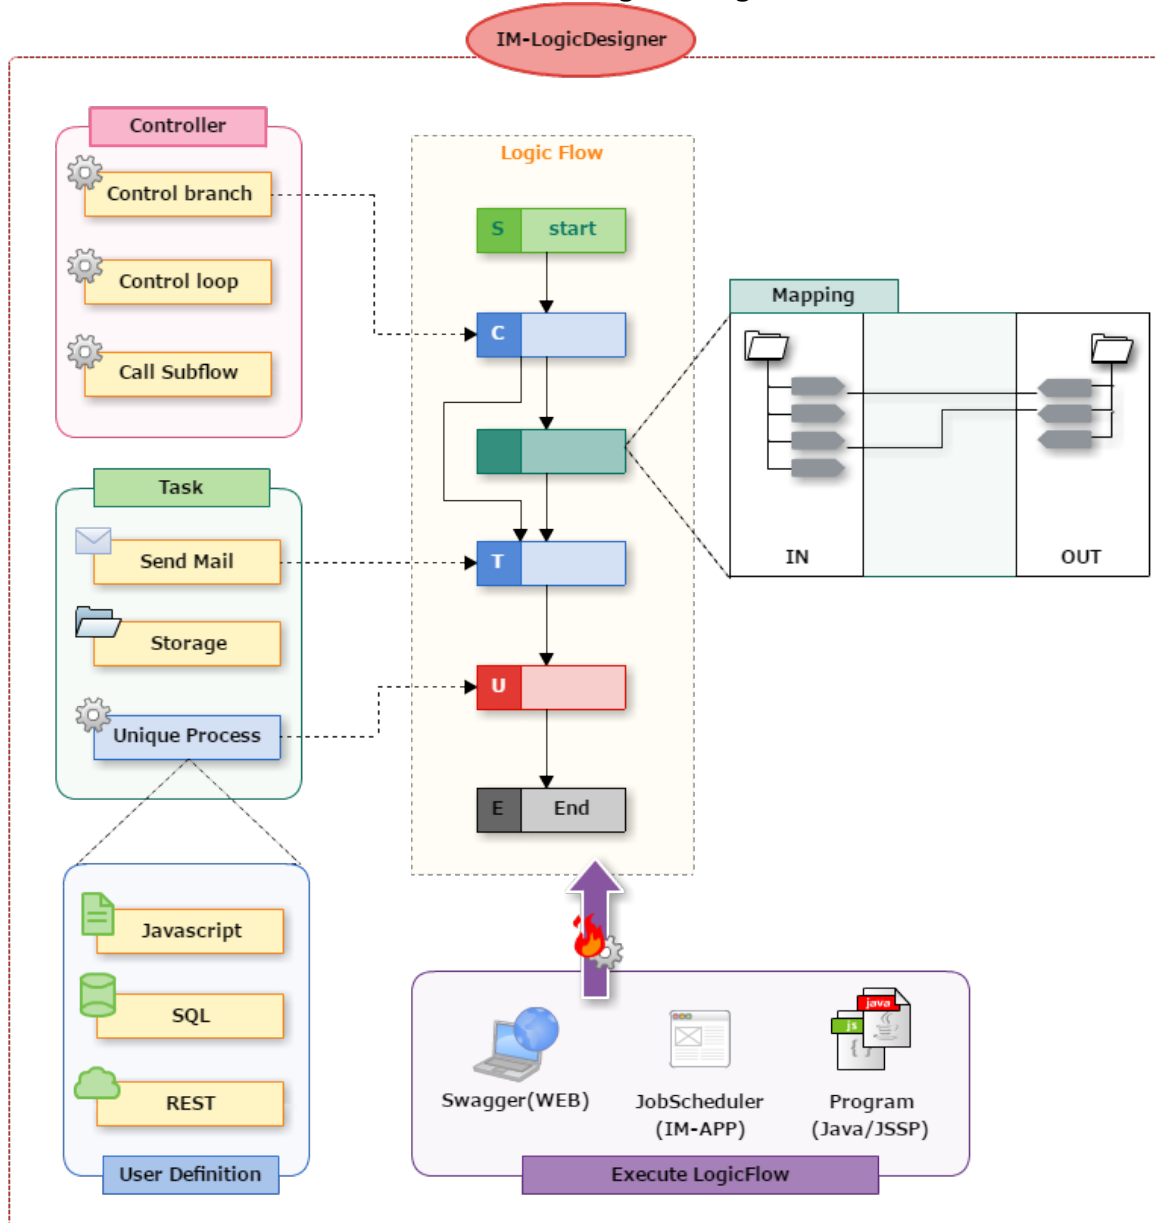 IM-LogicDesigner
Controller
Control branch
Control loop
Call Subflow
Logic Flow
S start
C
T
U
E End
Mapping
IN
OUT
Task
Send Mail
Storage
Unique Process
Javascript
SQL
REST
User Definition
java
js
{ }
Swagger(WEB)
JobScheduler
(IM-APP)
Program
(Java/JSSP)
Execute LogicFlow